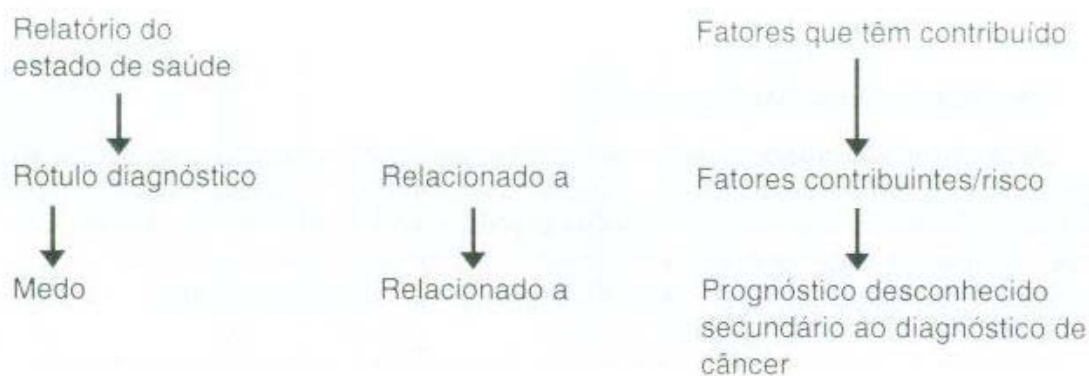 Relatório do
estado de saúde
Fatores que têm contribuído
Rótulo diagnóstico
Relacionado a
Fatores contribuintes/risco
Medo
Relacionado a
Prognóstico desconhecido
secundário ao diagnóstico de
câncer